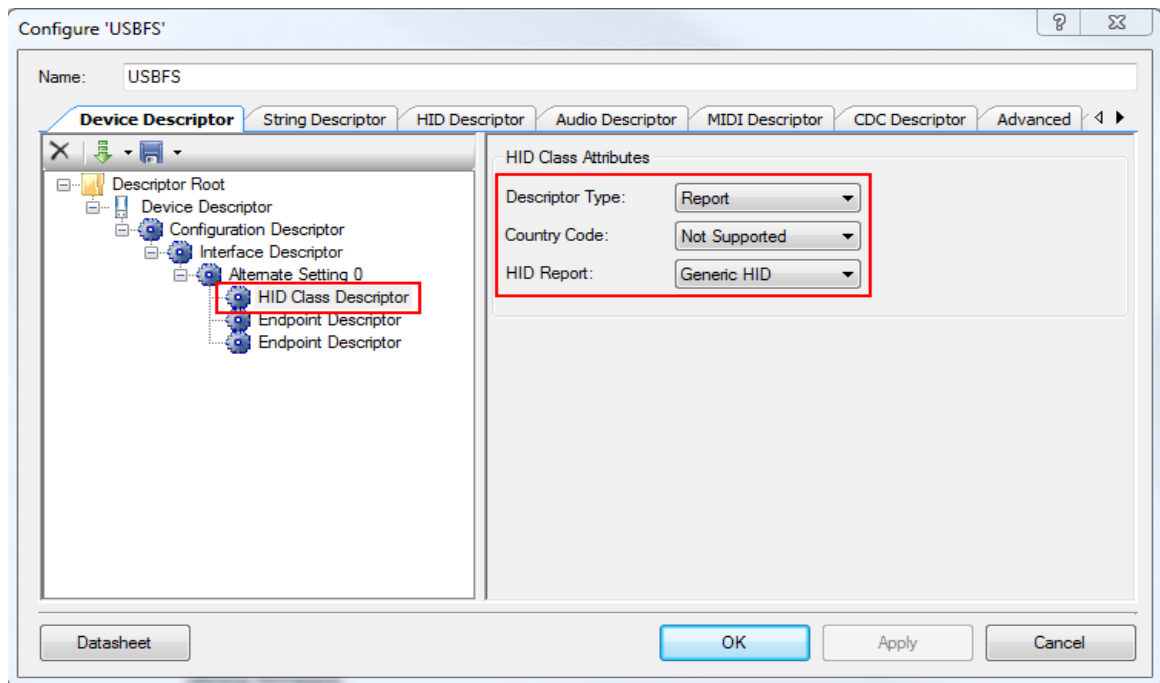 Configure 'USBFS'
Name: USBFS
Device Descriptor String Descriptor HID Descriptor Audio Descriptor MIDI Descriptor CDC Descriptor Advanced
Descriptor Root
Device Descriptor
Configuration Descriptor
Interface Descriptor
Alternate Setting 0
HID Class Descriptor
Endpoint Descriptor
Endpoint Descriptor
HID Class Attributes
Descriptor Type: Report
Country Code: Not Supported
HID Report: Generic HID
Datasheet OK Apply Cancel